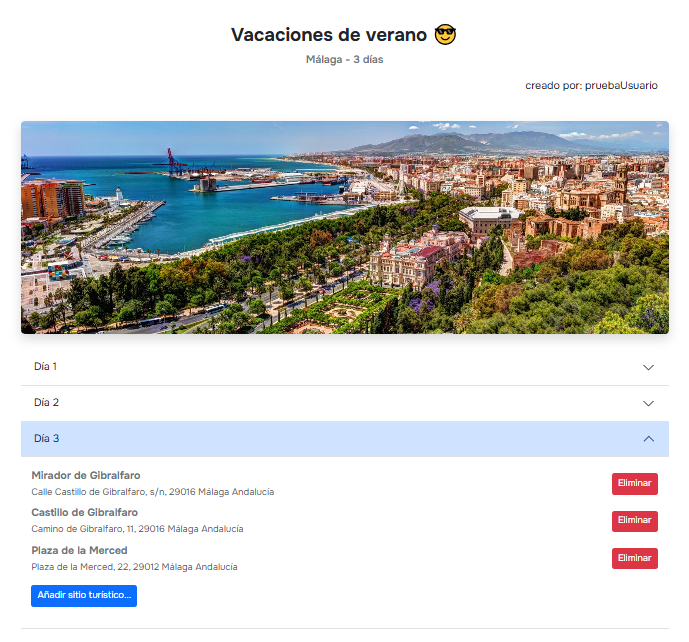 Vacaciones de verano 😎
Málaga - 3 días
creado por: pruebaUsuario
Día 1
Día 2
Día 3
Mirador de Gibralfaro
Calle Castillo de Gibralfaro, s/n, 29016 Málaga Andalucía
Eliminar
Castillo de Gibralfaro
Camino de Gibralfaro, 11, 29016 Málaga Andalucía
Eliminar
Plaza de la Merced
Plaza de la Merced, 22, 29012 Málaga Andalucía
Eliminar
Añadir sitio turístico...